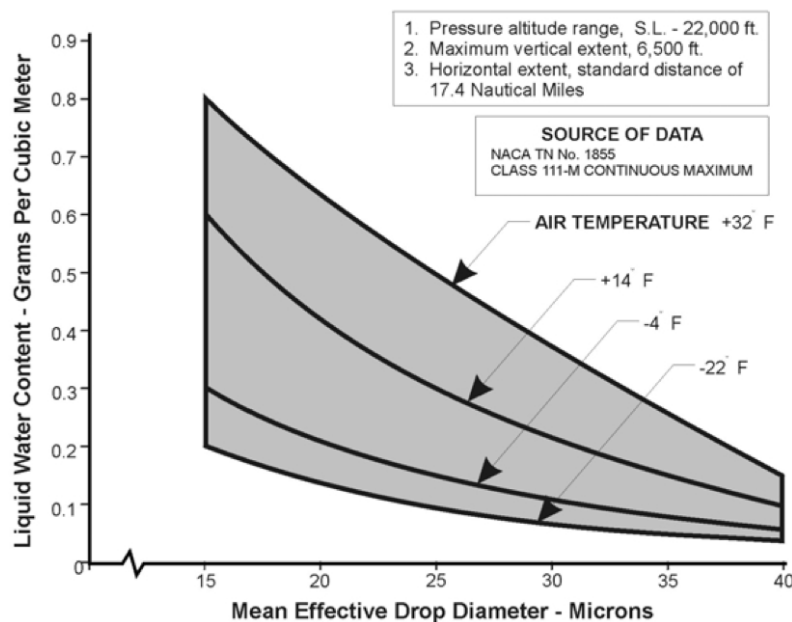 1. Pressure altitude range, S.L. - 22,000 ft.
2. Maximum vertical extent, 6,500 ft.
3. Horizontal extent, standard distance of
17.4 Nautical Miles
SOURCE OF DATA
NACA TN No. 1855
CLASS 111-M CONTINUOUS MAXIMUM
AIR TEMPERATURE +32° F
+14° F
-4° F
-22° F
Liquid Water Content - Grams Per Cubic Meter
0.9
0.8
0.7
0.6
0.5
0.4
0.3
0.2
0.1
0
15 20 25 30 35 40
Mean Effective Drop Diameter - Microns